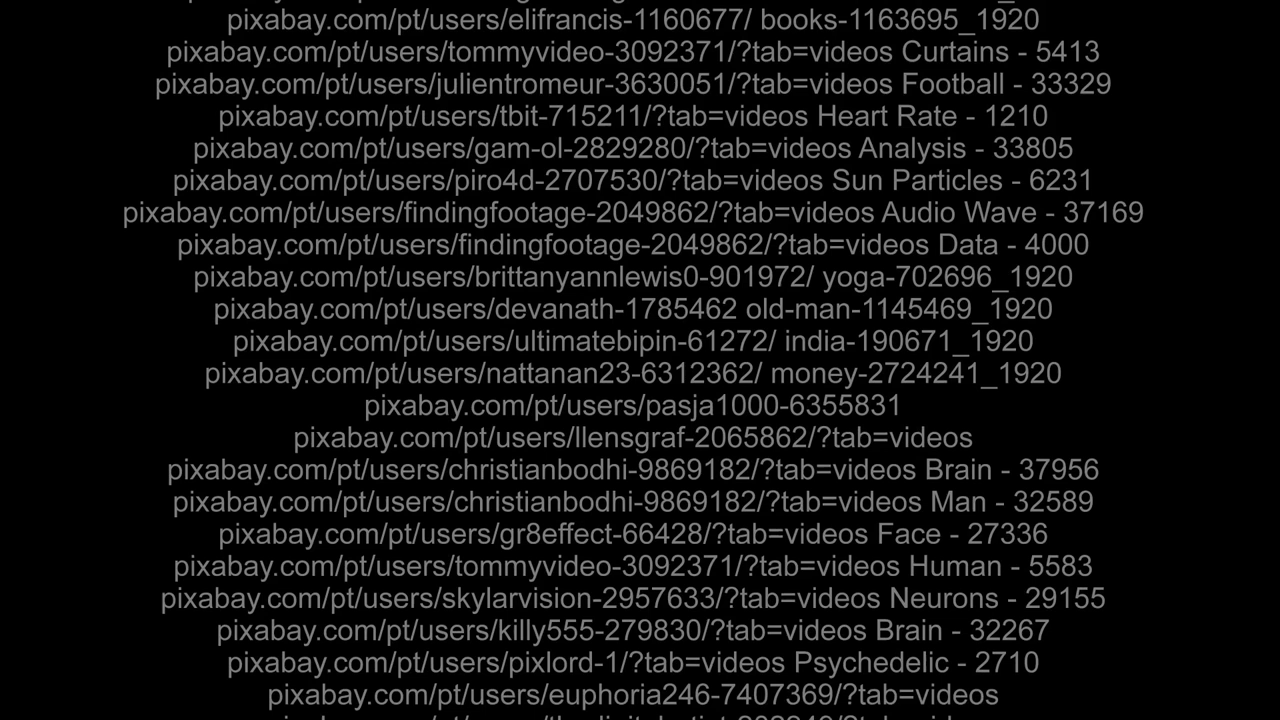 pixabay.com/pt/users/elifrancis-1160677/ books-1163695_1920
pixabay.com/pt/users/tommyvideo-3092371/?tab=videos Curtains - 5413
pixabay.com/pt/users/julientromeur-3630051/?tab=videos Football - 33329
pixabay.com/pt/users/tbit-715211/?tab=videos Heart Rate - 1210
pixabay.com/pt/users/gam-ol-2829280/?tab=videos Analysis - 33805
pixabay.com/pt/users/piro4d-2707530/?tab=videos Sun Particles - 6231
pixabay.com/pt/users/findingfootage-2049862/?tab=videos Audio Wave - 37169
pixabay.com/pt/users/findingfootage-2049862/?tab=videos Data - 4000
pixabay.com/pt/users/brittanyannlewis0-901972/ yoga-702696_1920
pixabay.com/pt/users/devanath-1785462 old-man-1145469_1920
pixabay.com/pt/users/ultimatebipin-61272/ india-190671_1920
pixabay.com/pt/users/nattanan23-6312362/ money-2724241_1920
pixabay.com/pt/users/pasja1000-6355831
pixabay.com/pt/users/llensgraf-2065862/?tab=videos
pixabay.com/pt/users/christianbodhi-9869182/?tab=videos Brain - 37956
pixabay.com/pt/users/christianbodhi-9869182/?tab=videos Man - 32589
pixabay.com/pt/users/gr8effect-66428/?tab=videos Face - 27336
pixabay.com/pt/users/tommyvideo-3092371/?tab=videos Human - 5583
pixabay.com/pt/users/skylarvision-2957633/?tab=videos Neurons - 29155
pixabay.com/pt/users/killy555-279830/?tab=videos Brain - 32267
pixabay.com/pt/users/pixlord-1/?tab=videos Psychedelic - 2710
pixabay.com/pt/users/euphoria246-7407369/?tab=videos